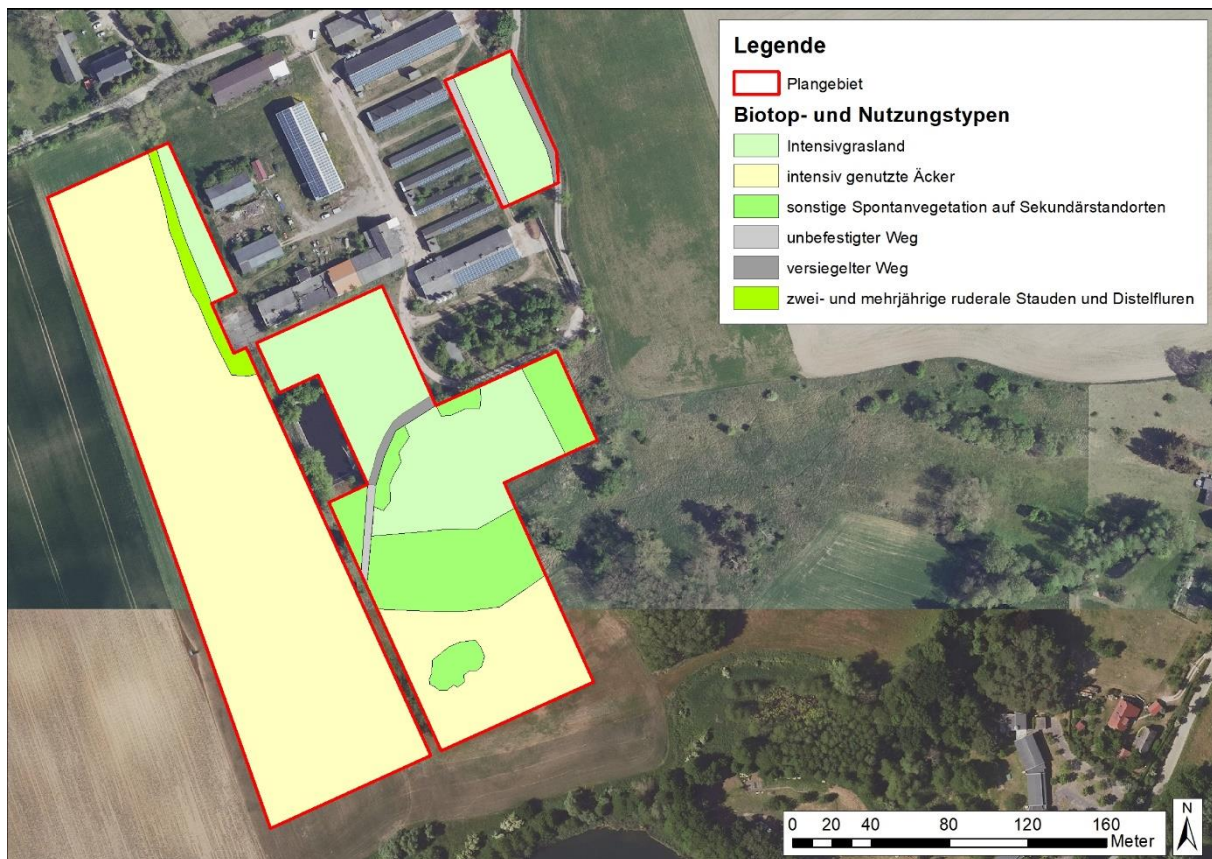 Legende
Plangebiet
Biotop- und Nutzungstypen
Intensivgrasland
intensiv genutzte Äcker
sonstige Spontanvegetation auf Sekundärstandorten
unbefestigter Weg
versiegelter Weg
zwei- und mehrjährige ruderale Stauden und Distelfluren
0 20 40 80 120 160
Meter
N